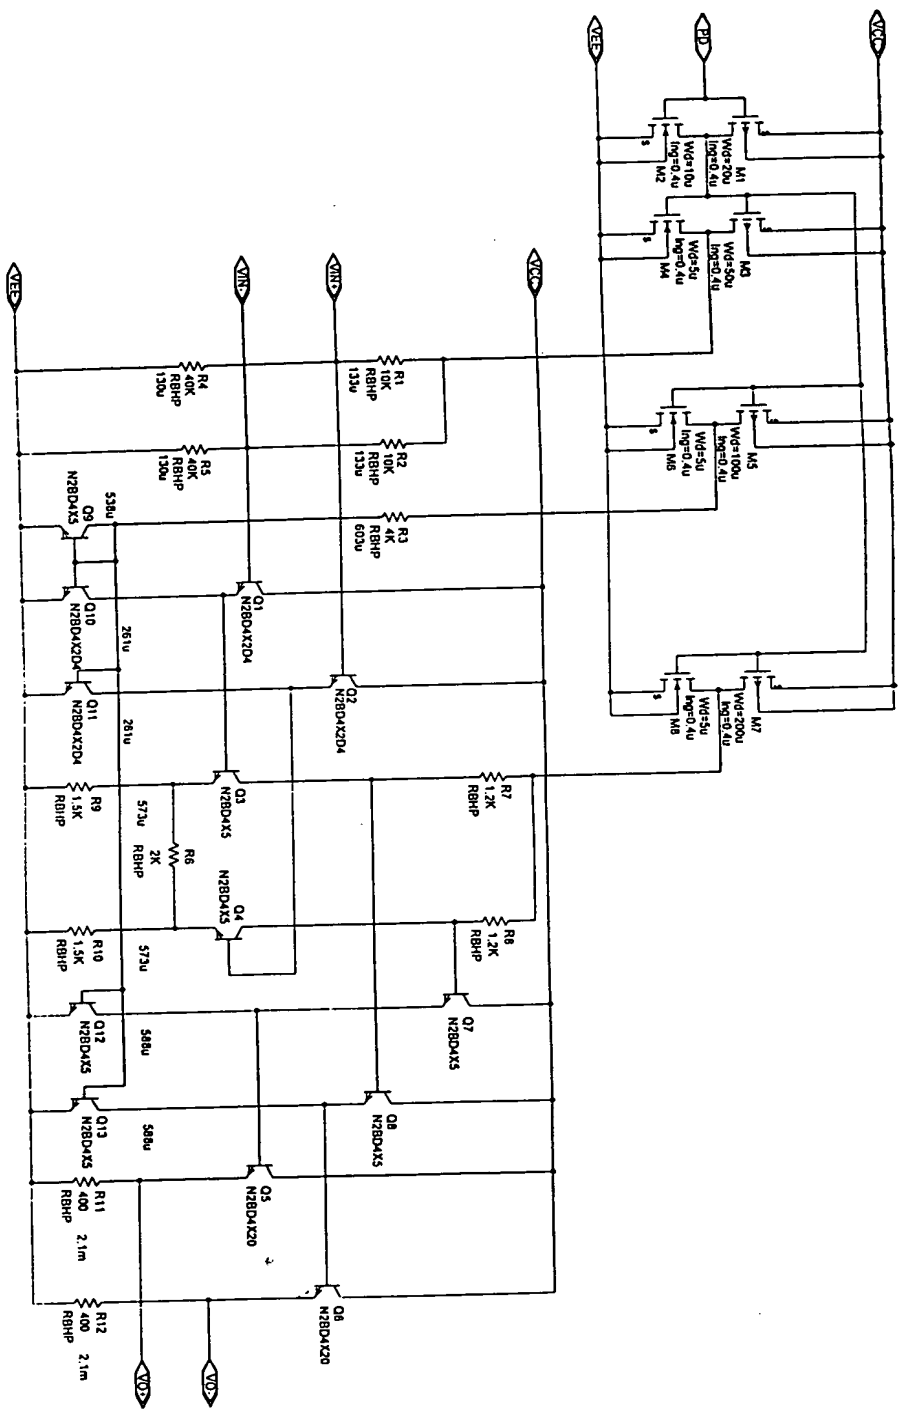 VCC
PD
VEE
M1
Wd=20u
lng=0.4u
Wd=10u
lng=0.4u
M2
s
M3
Wd=50u
lng=0.4u
Wd=5u
lng=0.4u
M4
s
M5
Wd=100u
lng=0.4u
Wd=5u
lng=0.4u
M6
s
M7
Wd=200u
lng=0.4u
Wd=5u
lng=0.4u
M8
s
VCC
VIN+
VIN-
VEE
R1
10K
RBHP
133u
R4
40K
RBHP
130u
R2
10K
RBHP
133u
R5
40K
RBHP
130u
R3
4K
RBHP
603u
538u
Q9
N2BD4X5
Q1
N2BD4X2D4
Q10
N2BD4X2D4
261u
Q2
N2BD4X2D4
Q11
N2BD4X2D4
261u
R7
1.2K
RBHP
Q3
N2BD4X5
573u
R9
1.5K
RBHP
R6
2K
RBHP
R8
1.2K
RBHP
Q4
N2BD4X5
573u
R10
1.5K
RBHP
Q7
N2BD4X5
588u
Q12
N2BD4X5
Q8
N2BD4X5
588u
Q13
N2BD4X5
Q5
N2BD4X20
R11
400
RBHP
2.1m
Q6
N2BD4X20
R12
400
RBHP
2.1m
VO-
VO+